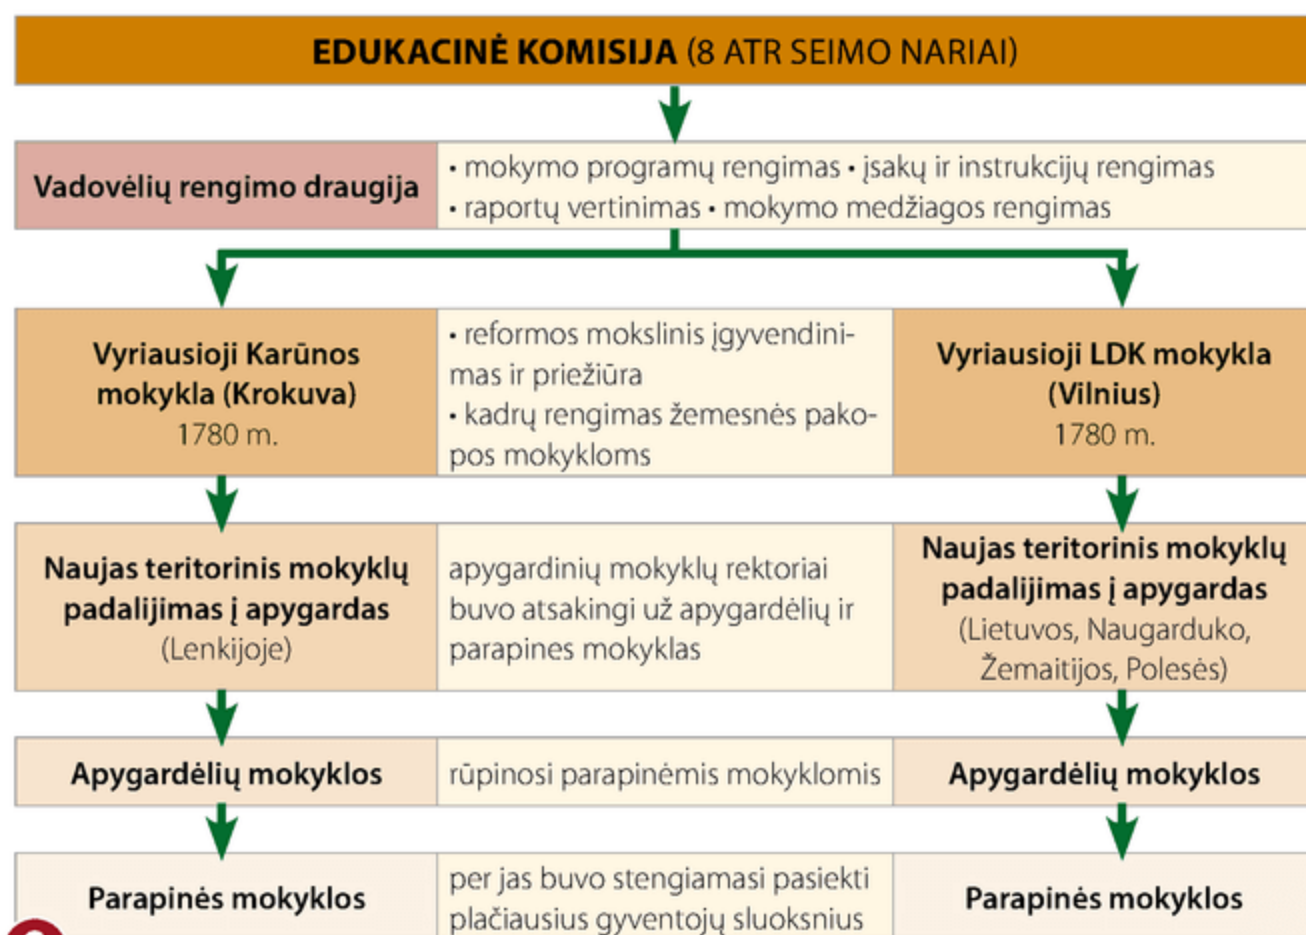 EDUKACINĖ KOMISIJA (8 ATR SEIMO NARIAI)
Vadovėlių rengimo draugija
• mokymo programų rengimas • įsakų ir instrukcijų rengimas
• raportų vertinimas • mokymo medžiagos rengimas
Vyriausioji Karūnos
mokykla (Krokuva)
1780 m.
• reformos mokslinis įgyvendini-
mas ir priežiūra
• kadrų rengimas žemesnės pako-
pos mokykloms
Vyriausioji LDK mokykla
(Vilnius)
1780 m.
Naujas teritorinis mokyklų
padalijimas į apygardas
(Lenkijoje)
apygardinių mokyklų rektoriai
buvo atsakingi už apygardėlių ir
parapines mokyklas
Naujas teritorinis mokyklų
padalijimas į apygardas
(Lietuvos, Naugarduko,
Žemaitijos, Polesės)
Apygardėlių mokyklos
rūpinosi parapinėmis mokyklomis
Apygardėlių mokyklos
Parapinės mokyklos
per jas buvo stengiamasi pasiekti
plačiausius gyventojų sluoksnius
Parapinės mokyklos